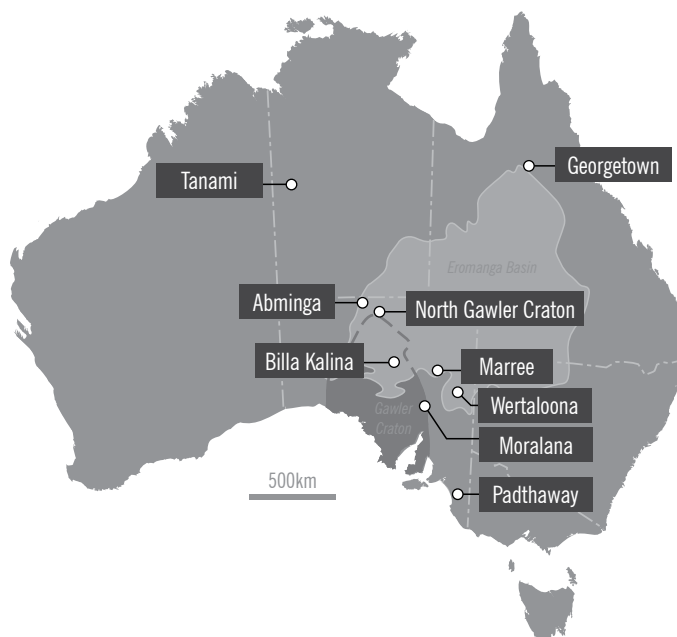 Georgetown
Tanami
Eromanga Basin
Abminga
North Gawler Craton
Billa Kalina
Marree
Wertaloona
Gawler
Craton
Moralana
500km
Padthaway